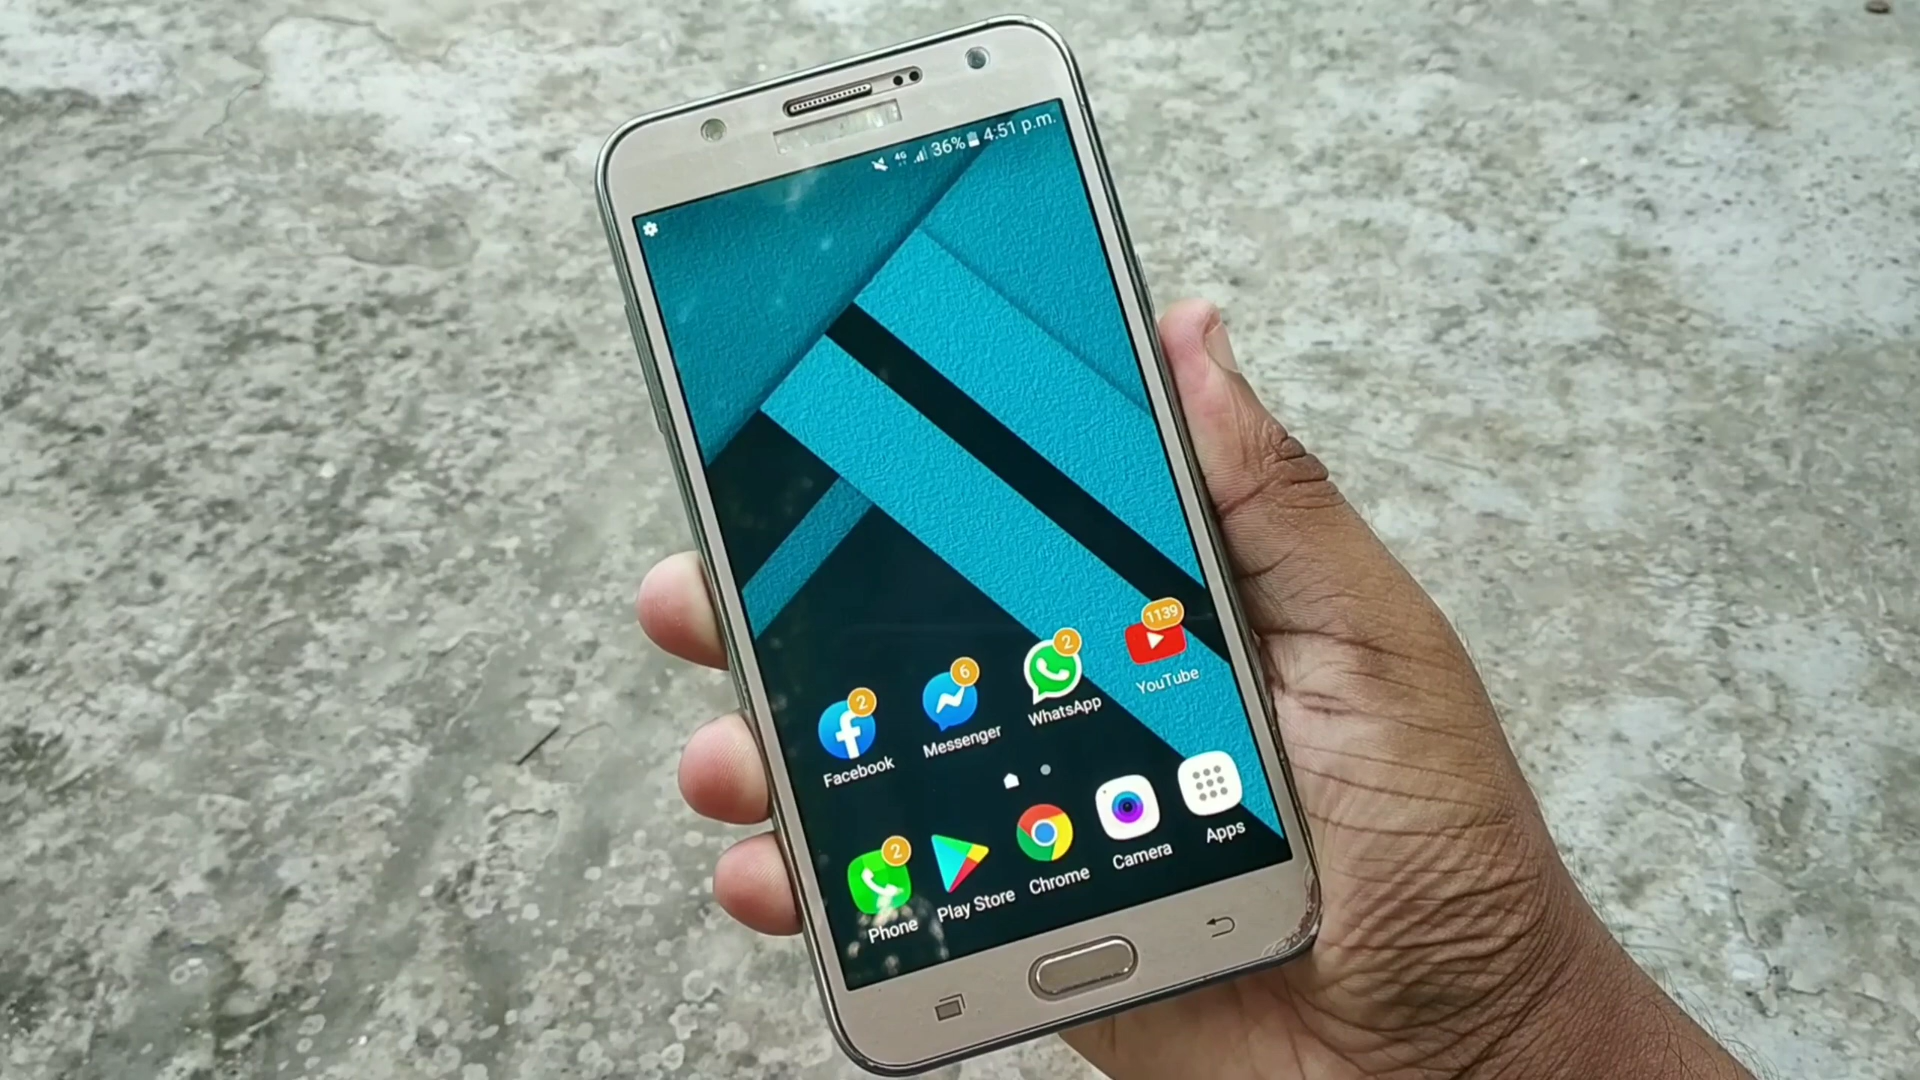 4G 36% 4:51 p.m.
2 6 2 1139
Facebook Messenger WhatsApp YouTube
2
Phone Play Store Chrome Camera Apps